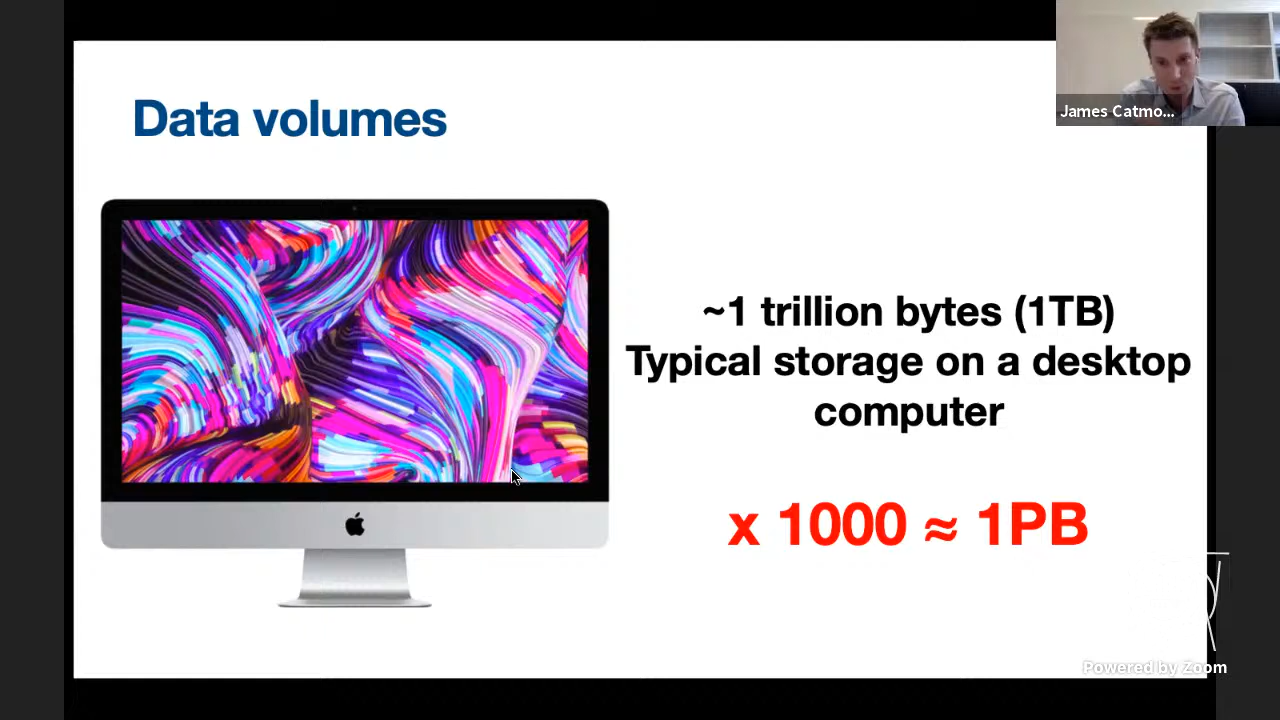 Data volumes
James Catmo...
~1 trillion bytes (1TB)
Typical storage on a desktop
computer
x 1000 ≈ 1PB
Powered by Zoom